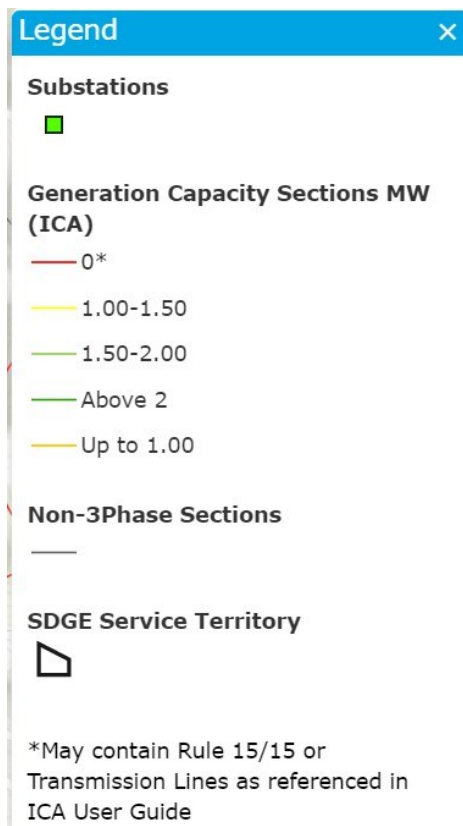 Legend ×
Substations
Generation Capacity Sections MW
(ICA)
0*
1.00-1.50
1.50-2.00
Above 2
Up to 1.00
Non-3Phase Sections
SDGE Service Territory
*May contain Rule 15/15 or
Transmission Lines as referenced in
ICA User Guide